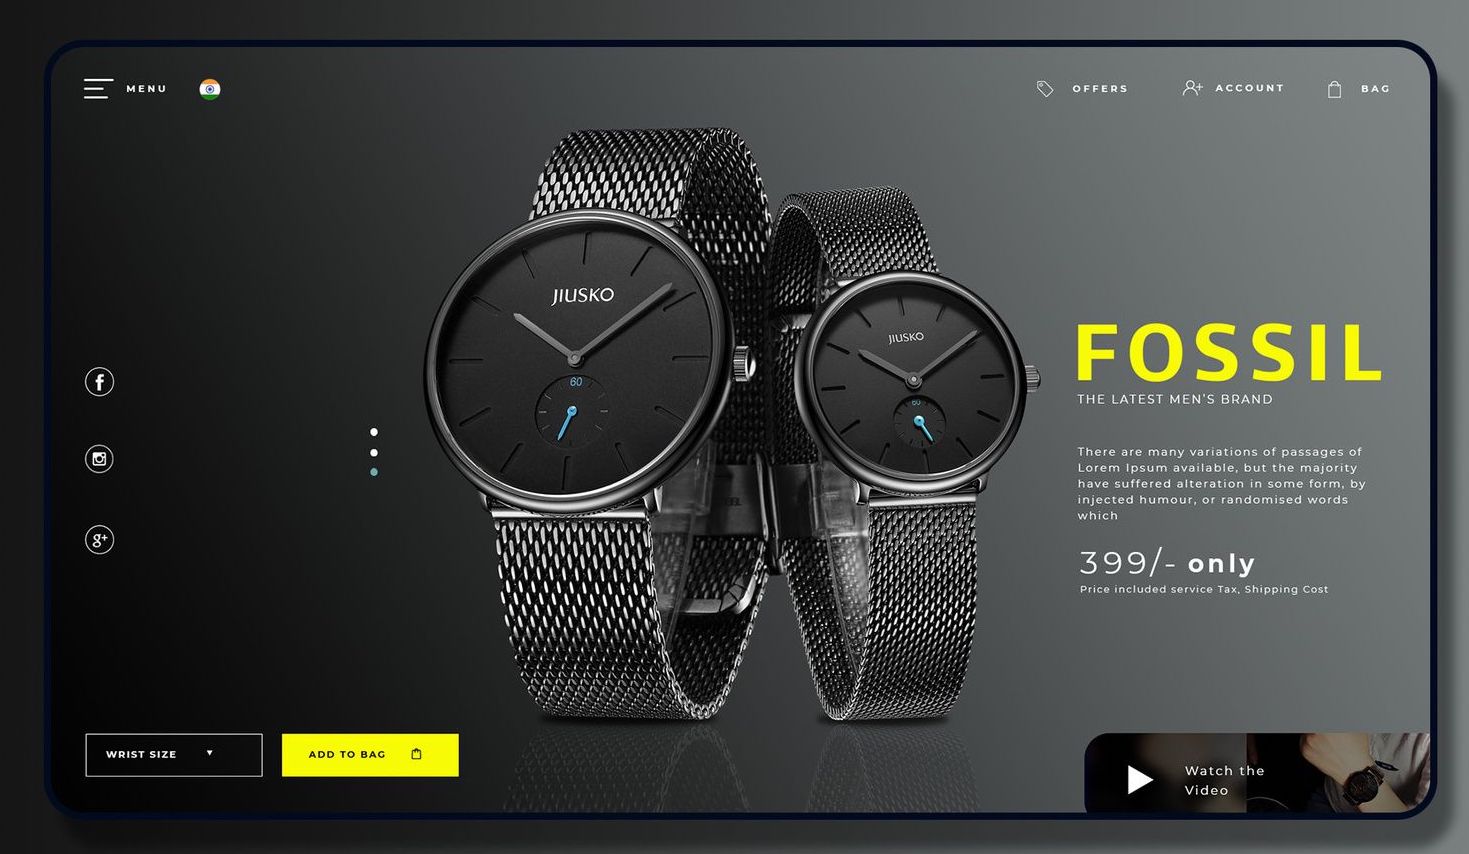 MENU
OFFERS
ACCOUNT
BAG
JIUSKO
60
JIUSKO
60
FOSSIL
THE LATEST MEN'S BRAND
There are many variations of passages of
Lorem Ipsum available, but the majority
have suffered alteration in some form, by
injected humour, or randomised words
which
399/- only
Price included service Tax, Shipping Cost
f
g+
WRIST SIZE
ADD TO BAG
Watch the
Video